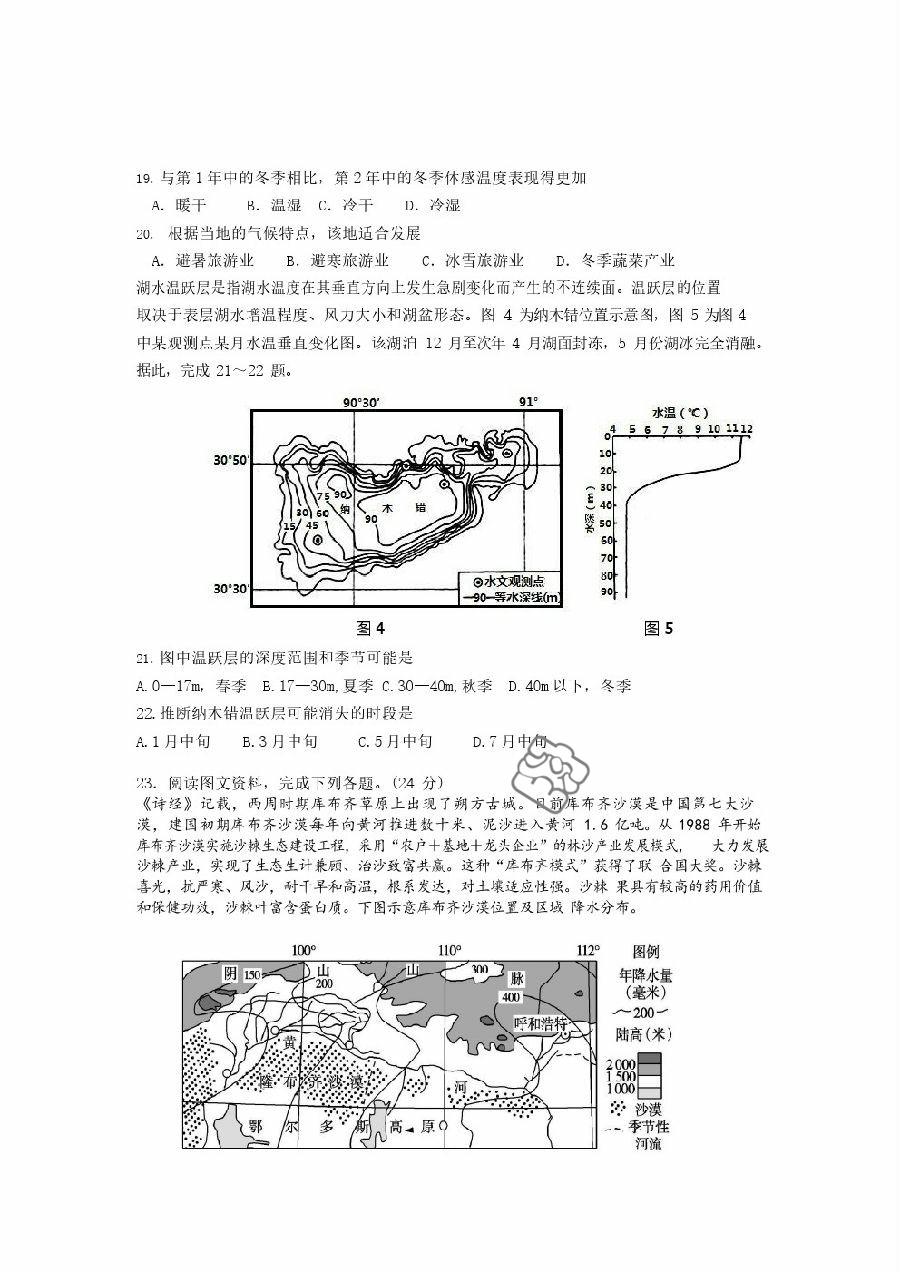 19. 与第 1 年中的冬季相比，第 2 年中的冬季体感温度表现得更加
A. 暖干 B. 温湿 C. 冷干 D. 冷湿
20. 根据当地的气候特点，该地适合发展
A. 避暑旅游业 B. 避寒旅游业 C. 冰雪旅游业 D. 冬季蔬菜产业
湖水温跃层是指湖水温度在其垂直方向上发生急剧变化而产生的不连续面。温跃层的位置
取决于表层湖水增温程度、风力大小和湖盆形态。图 4 为纳木错位置示意图，图 5 为图 4
中某观测点某月水温垂直变化图。该湖泊 12 月至次年 4 月湖面封冻，5 月份湖冰完全消融。
据此，完成 21～22 题。
90°30′ 91°
30°50′
75 90
30 60 纳 木 错
15 45 90
30°30′
⊙水文观测点
—90—等水深线(m)
图 4
水温（℃）
4 5 6 7 8 9 10 11 12
0
10
20
30
40
50
60
70
80
90
水深(m)
图 5
21. 图中温跃层的深度范围和季节可能是
A.0—17m，春季 B.17—30m,夏季 C.30—40m,秋季 D.40m 以下，冬季
22.推断纳木错温跃层可能消失的时段是
A.1 月中旬 B.3 月中旬 C.5 月中旬 D.7 月中旬
23. 阅读图文资料，完成下列各题。(24 分)
《诗经》记载，西周时期库布齐草原上出现了朔方古城。目前库布齐沙漠是中国第七大沙
漠，建国初期库布齐沙漠每年向黄河推进数十米、泥沙进入黄河 1.6 亿吨。从 1988 年开始
库布齐沙漠实施沙棘生态建设工程，采用“农户＋基地＋龙头企业”的林沙产业发展模式， 大力发展
沙棘产业，实现了生态生计兼顾、治沙致富共赢。这种“库布齐模式”获得了联 合国大奖。沙棘
喜光，抗严寒、风沙，耐干旱和高温，根系发达，对土壤适应性强。沙棘 果具有较高的药用价值
和保健功效，沙棘叶富含蛋白质。下图示意库布齐沙漠位置及区域 降水分布。
100° 110° 112°
阴 150 山 200 山 300 脉
400
呼和浩特
黄
库 布 齐 沙 漠 河
鄂 尔 多 斯 高 原
图例
年降水量
（毫米）
～200～
陆高(米)
2 000
1 500
1 000
沙漠
季节性
河流